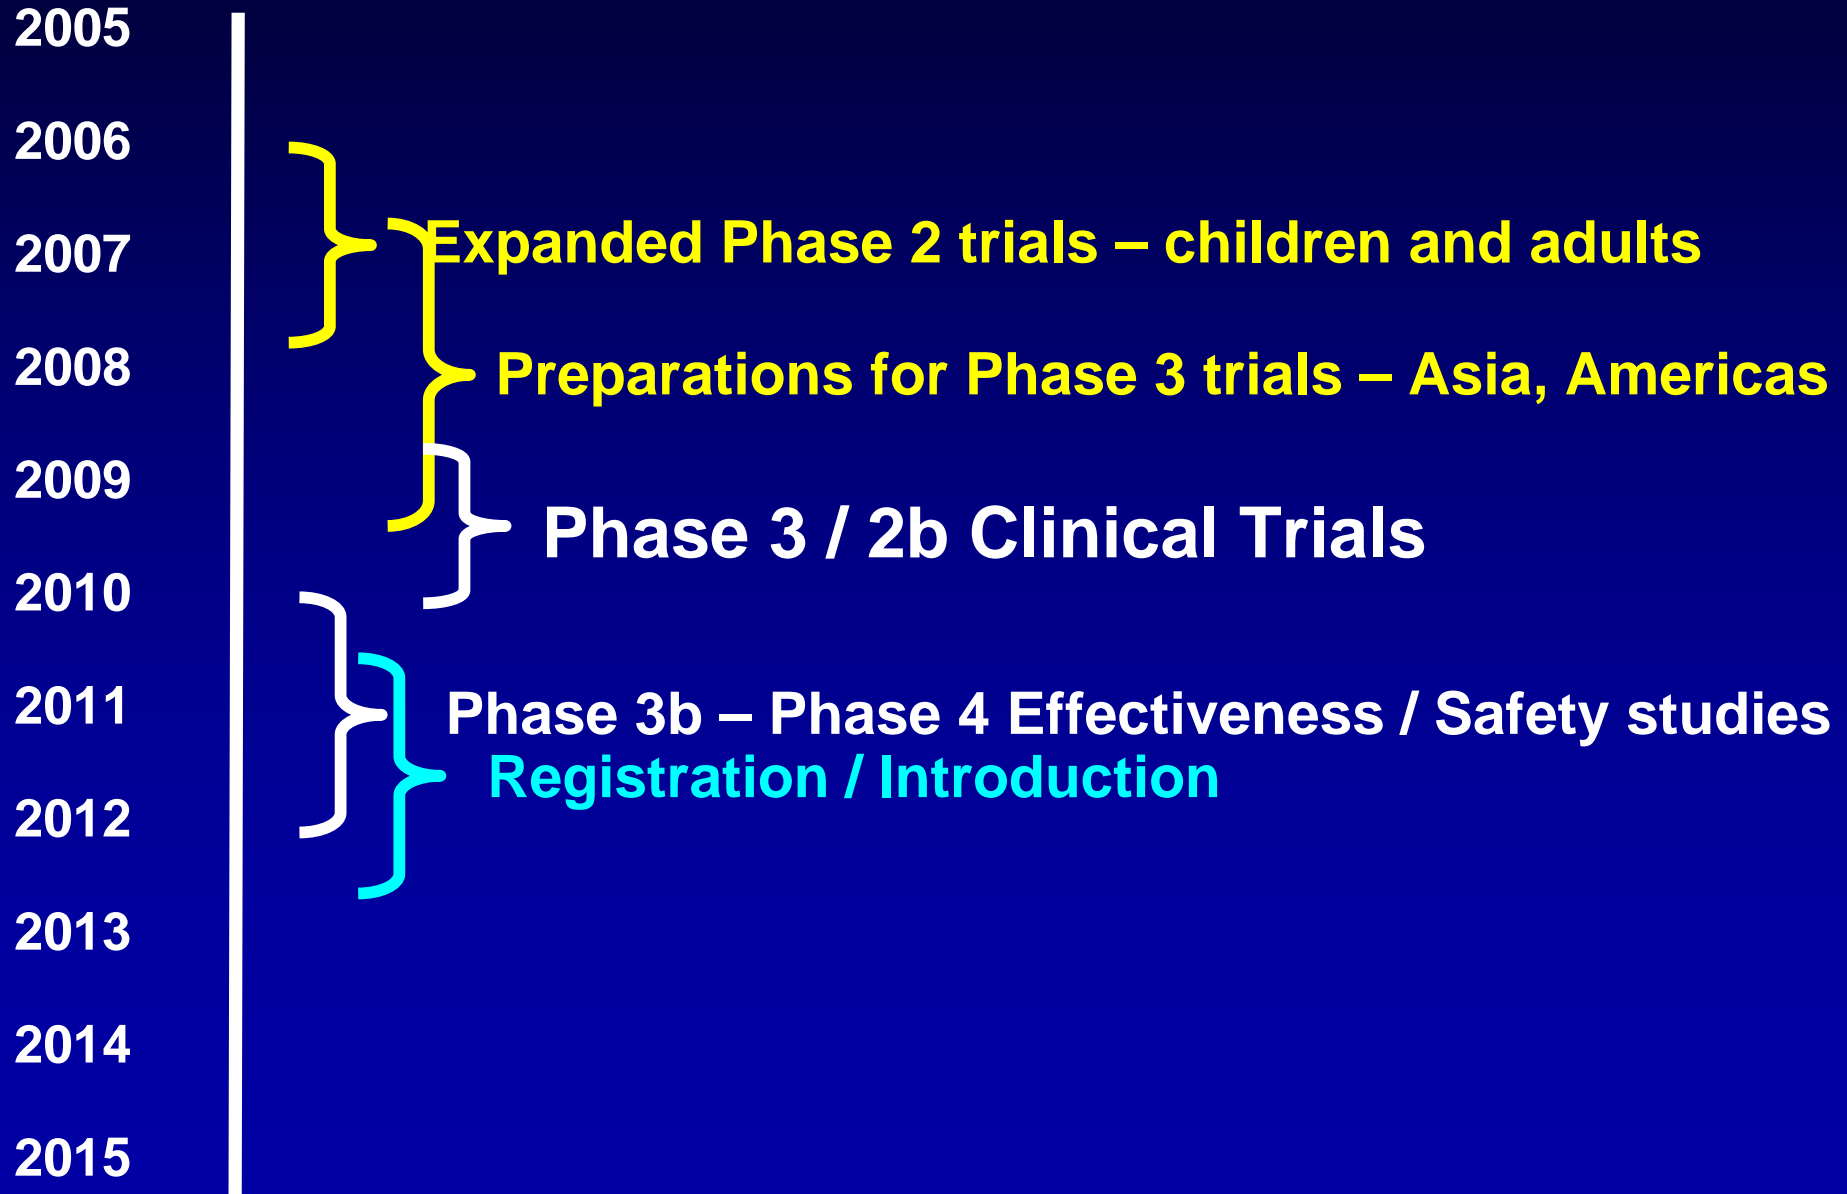 2005
2006
2007
Expanded Phase 2 trials – children and adults
2008
Preparations for Phase 3 trials – Asia, Americas
2009
Phase 3 / 2b Clinical Trials
2010
2011
Phase 3b – Phase 4 Effectiveness / Safety studies
Registration / Introduction
2012
2013
2014
2015